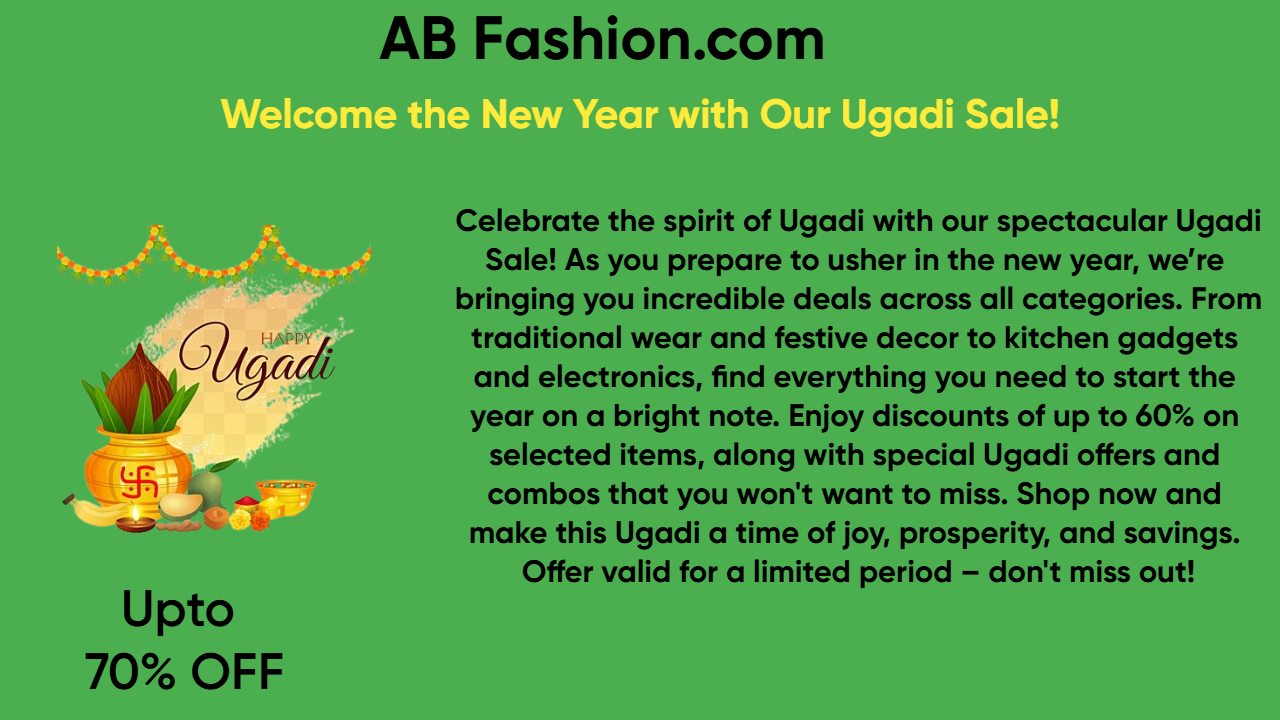 AB Fashion.com
Welcome the New Year with Our Ugadi Sale!
Celebrate the spirit of Ugadi with our spectacular Ugadi
Sale! As you prepare to usher in the new year, we’re
bringing you incredible deals across all categories. From
traditional wear and festive decor to kitchen gadgets
and electronics, find everything you need to start the
year on a bright note. Enjoy discounts of up to 60% on
selected items, along with special Ugadi offers and
combos that you won't want to miss. Shop now and
make this Ugadi a time of joy, prosperity, and savings.
Offer valid for a limited period – don't miss out!
HAPPY
Ugadi
Upto
70% OFF